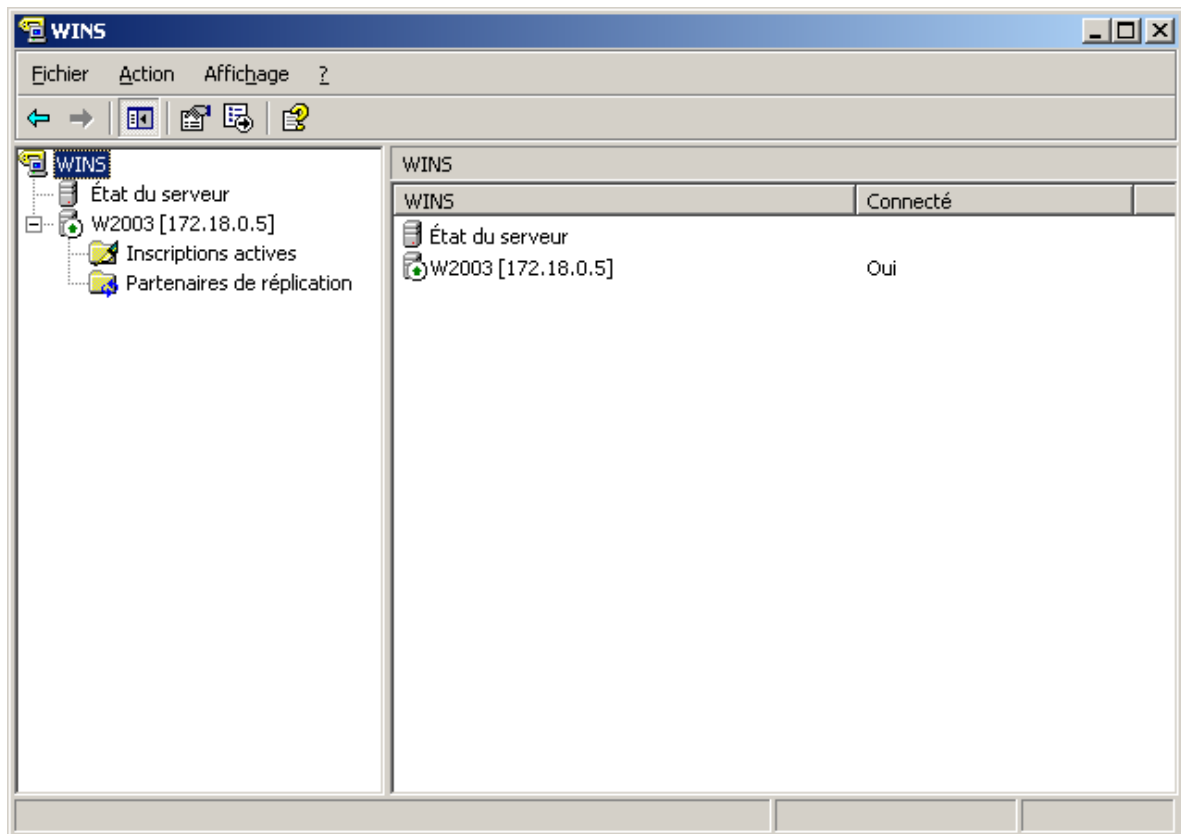 WINS
Fichier Action Affichage ?
WINS
État du serveur
W2003 [172.18.0.5]
Inscriptions actives
Partenaires de réplication
WINS
WINS Connecté
État du serveur
W2003 [172.18.0.5] Oui